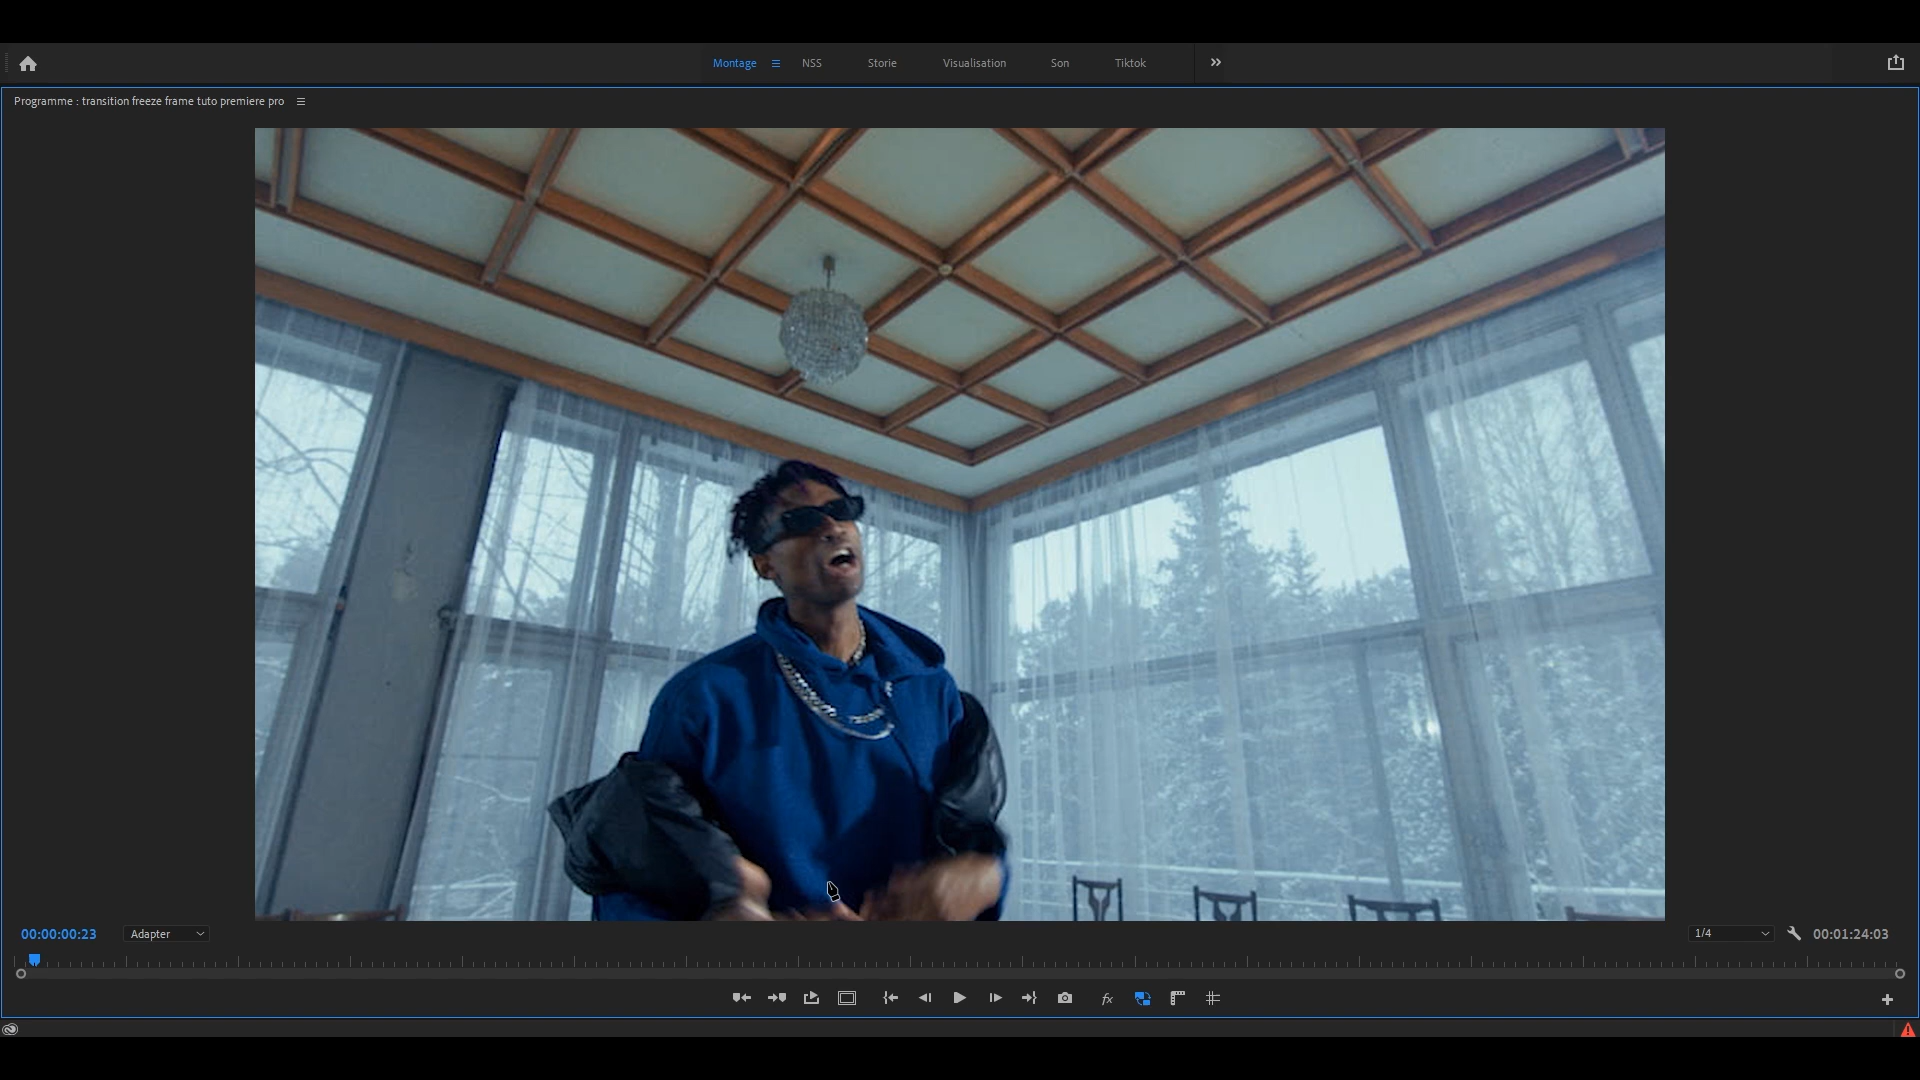 Montage NSS Storie Visualisation Son Tiktok
Programme : transition freeze frame tuto premiere pro
00:00:00:23 Adapter 1/4 00:01:24:03
fx